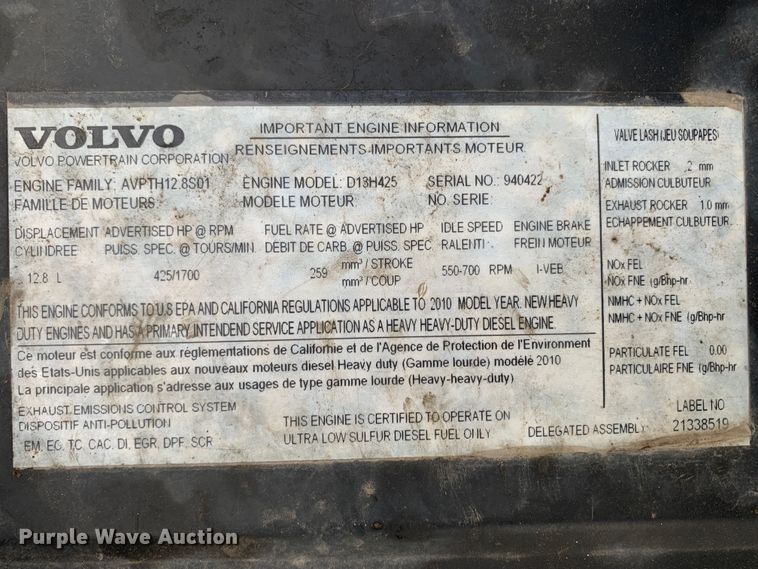 VOLVO
VOLVO POWERTRAIN CORPORATION
IMPORTANT ENGINE INFORMATION
RENSEIGNEMENTS IMPORTANTS MOTEUR
ENGINE FAMILY: AVPTH12.8S01
FAMILLE DE MOTEURS:
ENGINE MODEL: D13H425
MODELE MOTEUR:
SERIAL NO: 940422
NO. SERIE:
DISPLACEMENT
CYLINDREE
12.8 L
ADVERTISED HP @ RPM
PUISS. SPEC. @ TOURS/MIN.
425/1700
FUEL RATE @ ADVERTISED HP
DEBIT DE CARB. @ PUISS. SPEC.
259 mm³ / STROKE
mm³ / COUP
IDLE SPEED
RALENTI
550-700 RPM
ENGINE BRAKE
FREIN MOTEUR
I-VEB
THIS ENGINE CONFORMS TO U.S EPA AND CALIFORNIA REGULATIONS APPLICABLE TO 2010 MODEL YEAR. NEW HEAVY
DUTY ENGINES AND HAS A PRIMARY INTENDEND SERVICE APPLICATION AS A HEAVY HEAVY-DUTY DIESEL ENGINE.
Ce moteur est conforme aux réglementations de Californie et de l'Agence de Protection de l'Environment
des Etats-Unis applicables aux nouveaux moteurs diesel Heavy duty (Gamme lourde) modèlé 2010
La principale application s'adresse aux usages de type gamme lourde (Heavy-heavy-duty)
EXHAUST EMISSIONS CONTROL SYSTEM
DISPOSITIF ANTI-POLLUTION
EM, EC, TC, CAC, DI, EGR, DPF, SCR
THIS ENGINE IS CERTIFIED TO OPERATE ON
ULTRA LOW SULFUR DIESEL FUEL ONLY
DELEGATED ASSEMBLY
VALVE LASH (JEU SOUPAPES)
INLET ROCKER .2 mm
ADMISSION CULBUTEUR
EXHAUST ROCKER 1.0 mm
ECHAPPEMENT CULBUTEUR
NOx FEL
NOx FNE (g/Bhp-hr
NMHC + NOx FEL
NMHC + NOx FNE (g/Bhp-hr
PARTICULATE FEL 0.00
PARTICULAIRE FNE (g/Bhp-hr
LABEL NO
21338519
Purple Wave Auction